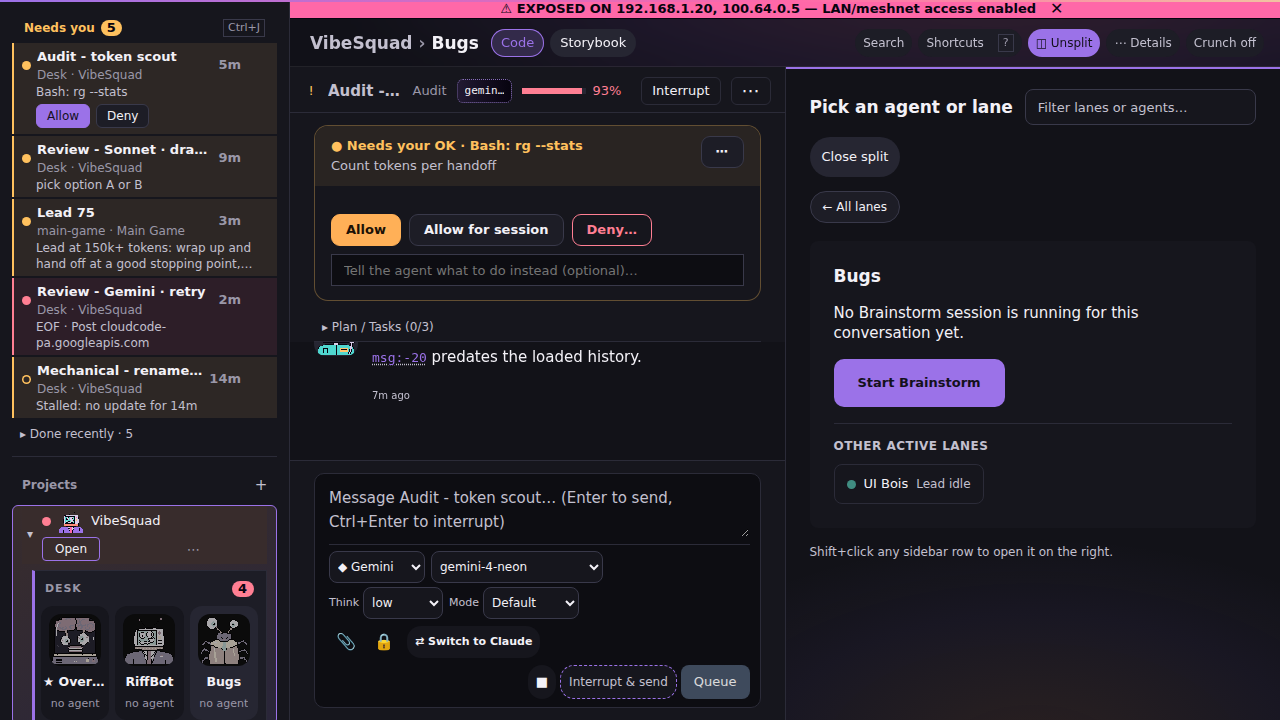 ⚠ EXPOSED ON 192.168.1.20, 100.64.0.5 — LAN/meshnet access enabled ✕
Needs you 5 Ctrl+J
Audit - token scout 5m
Desk · VibeSquad
Bash: rg --stats
Allow Deny
Review - Sonnet · dra… 9m
Desk · VibeSquad
pick option A or B
Lead 75 3m
main-game · Main Game
Lead at 150k+ tokens: wrap up and
hand off at a good stopping point,…
Review - Gemini · retry 2m
Desk · VibeSquad
EOF · Post cloudcode-
pa.googleapis.com
Mechanical - rename… 14m
Desk · VibeSquad
Stalled: no update for 14m
▸ Done recently · 5
Projects +
▾ VibeSquad
Open ⋯
DESK 4
★ Over… RiffBot Bugs
no agent no agent no agent
VibeSquad › Bugs Code Storybook
Search Shortcuts ? ◫ Unsplit ⋯ Details Crunch off
! Audit -… Audit gemin… 93% Interrupt ⋯
● Needs your OK · Bash: rg --stats ⋯
Count tokens per handoff
Allow Allow for session Deny…
Tell the agent what to do instead (optional)…
▸ Plan / Tasks (0/3)
msg:-20 predates the loaded history.
7m ago
Message Audit - token scout… (Enter to send,
Ctrl+Enter to interrupt)
◆ Gemini gemini-4-neon
Think low Mode Default
⇄ Switch to Claude
■ Interrupt & send Queue
Pick an agent or lane Filter lanes or agents…
Close split
← All lanes
Bugs
No Brainstorm session is running for this
conversation yet.
Start Brainstorm
OTHER ACTIVE LANES
UI Bois Lead idle
Shift+click any sidebar row to open it on the right.